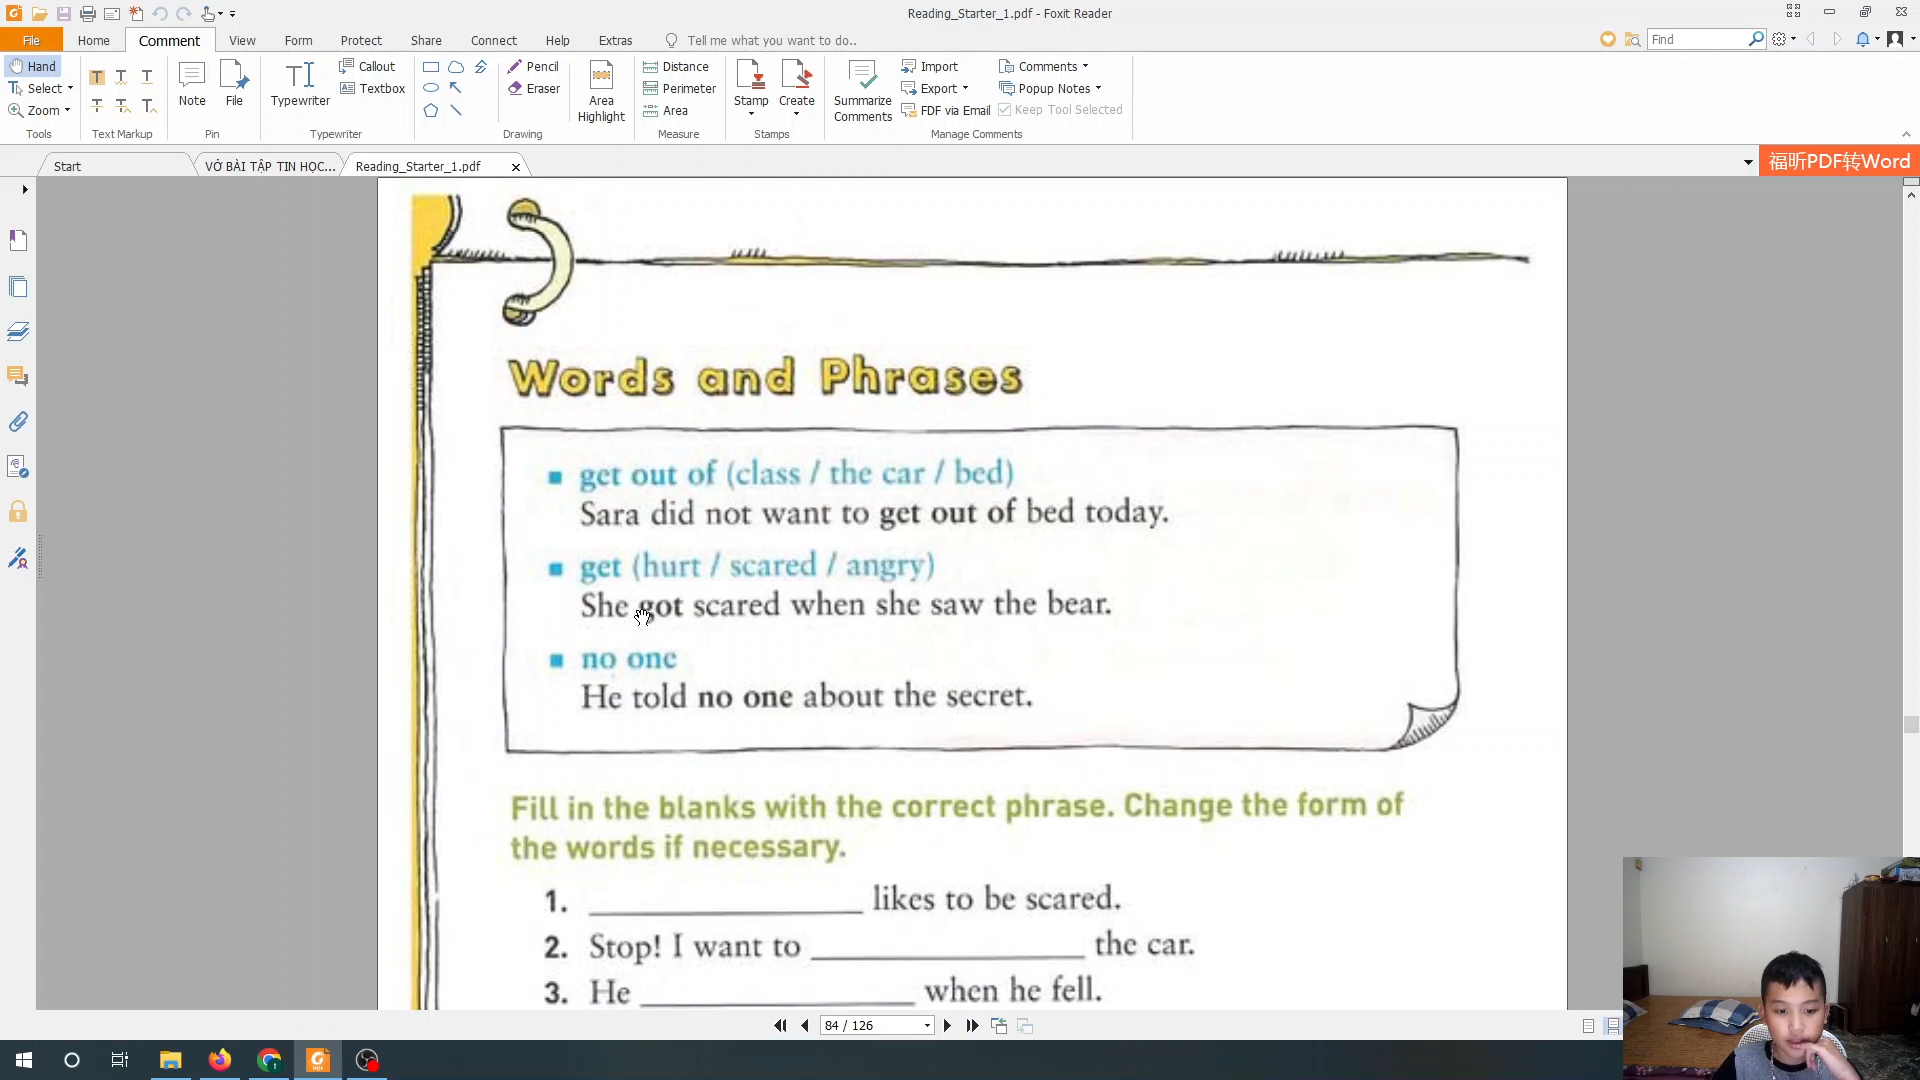 Reading_Starter_1.pdf - Foxit Reader
File Home Comment View Form Protect Share Connect Help Extras Tell me what you want to do.. Find
Hand
Select
Zoom
Tools
Text Markup
Note
File
Pin
Typewriter
Callout
Textbox
Typewriter
Pencil
Eraser
Drawing
Area Highlight
Distance
Perimeter
Area
Measure
Stamp
Create
Stamps
Summarize Comments
Import
Export
FDF via Email
Comments
Popup Notes
Keep Tool Selected
Manage Comments
Start
VỞ BÀI TẬP TIN HỌC...
Reading_Starter_1.pdf
福昕PDF转Word
Words and Phrases
get out of (class / the car / bed)
Sara did not want to get out of bed today.
get (hurt / scared / angry)
She got scared when she saw the bear.
no one
He told no one about the secret.
Fill in the blanks with the correct phrase. Change the form of
the words if necessary.
1. ____________ likes to be scared.
2. Stop! I want to ____________ the car.
3. He ____________ when he fell.
84 / 126